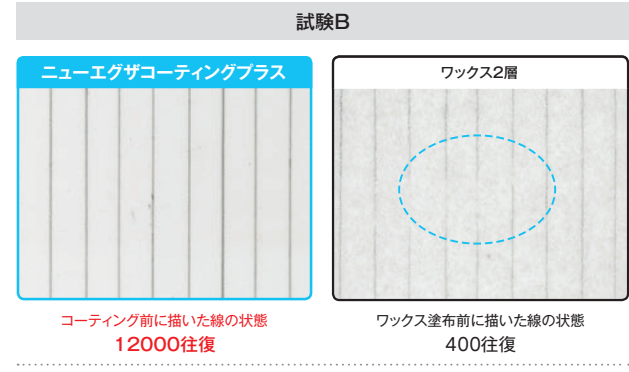 試験B
ニューエグザコーティングプラス
ワックス2層
コーティング前に描いた線の状態
12000往復
ワックス塗布前に描いた線の状態
400往復